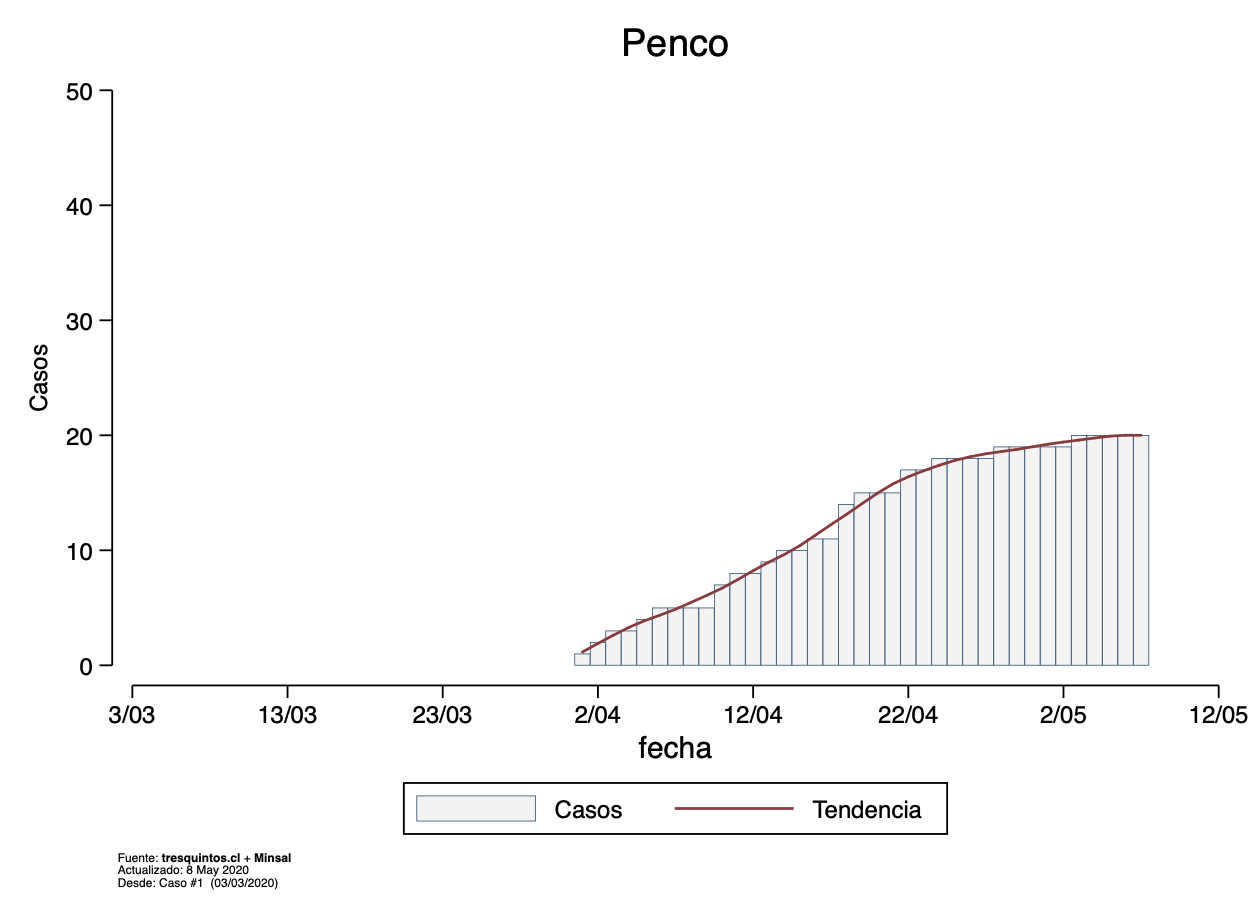 Penco
50
40
30
20
10
0
Casos
3/03 13/03 23/03 2/04 12/04 22/04 2/05 12/05
fecha
Casos Tendencia
Fuente: tresquintos.cl + Minsal
Actualizado: 8 May 2020
Desde: Caso #1 (03/03/2020)